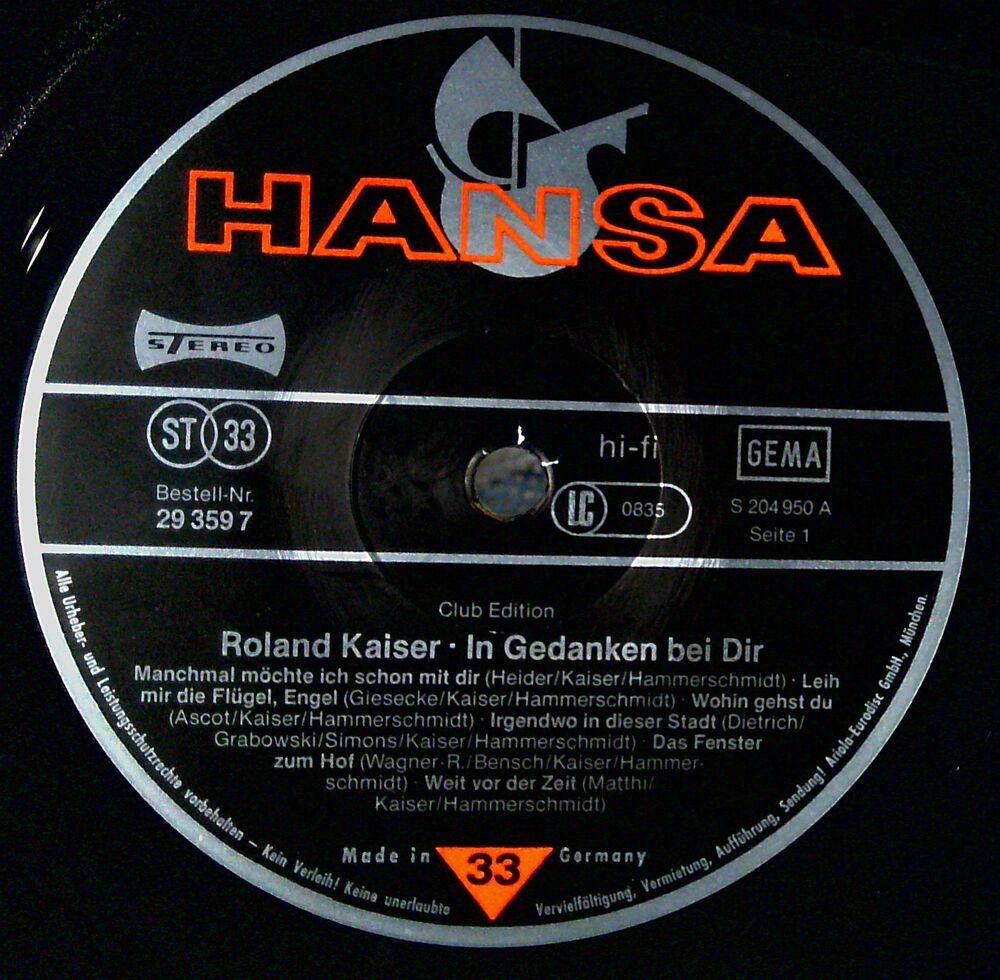 HANSA
STEREO
ST 33
Bestell-Nr.
29 359 7
hi-fi
LC 0835
GEMA
S 204 950 A
Seite 1
Club Edition
Roland Kaiser · In Gedanken bei Dir
Manchmal möchte ich schon mit dir (Heider/Kaiser/Hammerschmidt) · Leih
mir die Flügel, Engel (Giesecke/Kaiser/Hammerschmidt) · Wohin gehst du
(Ascot/Kaiser/Hammerschmidt) · Irgendwo in dieser Stadt (Dietrich/
Grabowski/Simons/Kaiser/Hammerschmidt) · Das Fenster
zum Hof (Wagner-R./Bensch/Kaiser/Hammer-
schmidt) · Weit vor der Zeit (Matthi/
Kaiser/Hammerschmidt)
Made in 33 Germany
Alle Urheber- und Leistungsschutzrechte vorbehalten – Kein Verleih! Keine unerlaubte Vervielfältigung, Vermietung, Aufführung, Sendung! Ariola-Eurodisc GmbH., München.